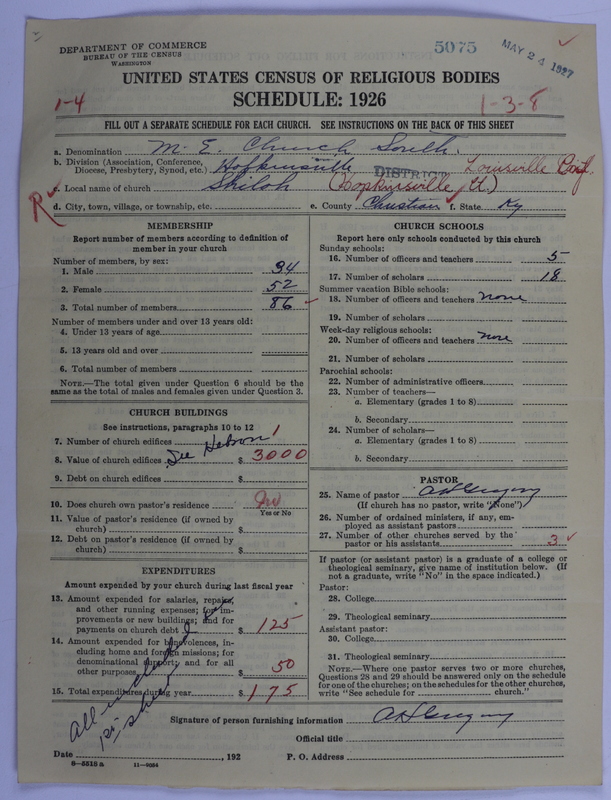 DEPARTMENT OF COMMERCE
BUREAU OF THE CENSUS
WASHINGTON
5075
MAY 24 1927
UNITED STATES CENSUS OF RELIGIOUS BODIES
1-4
SCHEDULE: 1926
1-3-8
FILL OUT A SEPARATE SCHEDULE FOR EACH CHURCH. SEE INSTRUCTIONS ON THE BACK OF THIS SHEET
a. Denomination M. E. Church South.
b. Division (Association, Conference, Diocese, Presbytery, Synod, etc.) Hopkinsville DISTRICT Louisville Conf.
c. Local name of church Shiloh (Hopkinsville,
R
d. City, town, village, or township, etc. e. County Christian f. State Ky
MEMBERSHIP
Report number of members according to definition of
member in your church
Number of members, by sex:
1. Male 34
2. Female 52
3. Total number of members 86
Number of members under and over 13 years old:
4. Under 13 years of age
5. 13 years old and over
6. Total number of members
NOTE.—The total given under Question 6 should be the
same as the total of males and females given under Question 3.
CHURCH BUILDINGS
See instructions, paragraphs 10 to 12
7. Number of church edifices 1
8. Value of church edifices See Hebron $ 3000
9. Debt on church edifices $
10. Does church own pastor's residence
Yes or No
11. Value of pastor's residence (if owned by
church) $
12. Debt on pastor's residence (if owned by
church) $
EXPENDITURES
Amount expended by your church during last fiscal year
13. Amount expended for salaries, repairs,
and other running expenses; for im-
provements or new buildings; and for
payments on church debt $ 125
14. Amount expended for benevolences, in-
cluding home and foreign missions; for
denominational support; and for all
other purposes $ 50
15. Total expenditures during year $ 175
All included in
1st sheet
CHURCH SCHOOLS
Report here only schools conducted by this church
Sunday schools:
16. Number of officers and teachers 5
17. Number of scholars 18
Summer vacation Bible schools:
18. Number of officers and teachers none
19. Number of scholars
Week-day religious schools:
20. Number of officers and teachers none
21. Number of scholars
Parochial schools:
22. Number of administrative officers
23. Number of teachers—
a. Elementary (grades 1 to 8)
b. Secondary
24. Number of scholars—
a. Elementary (grades 1 to 8)
b. Secondary
PASTOR
25. Name of pastor A H Gregory
(If church has no pastor, write "None")
26. Number of ordained ministers, if any, em-
ployed as assistant pastors
27. Number of other churches served by the
pastor or his assistants 3
If pastor (or assistant pastor) is a graduate of a college or
theological seminary, give name of institution below. (If
not a graduate, write "No" in the space indicated.)
Pastor:
28. College
29. Theological seminary
Assistant pastor:
30. College
31. Theological seminary
NOTE.—Where one pastor serves two or more churches,
Questions 28 and 29 should be answered only on the schedule
for one of the churches; on the schedules for the other churches,
write "See schedule for church."
Signature of person furnishing information A H Gregory
Official title
Date , 192 P. O. Address
8-5518 a 11-9034